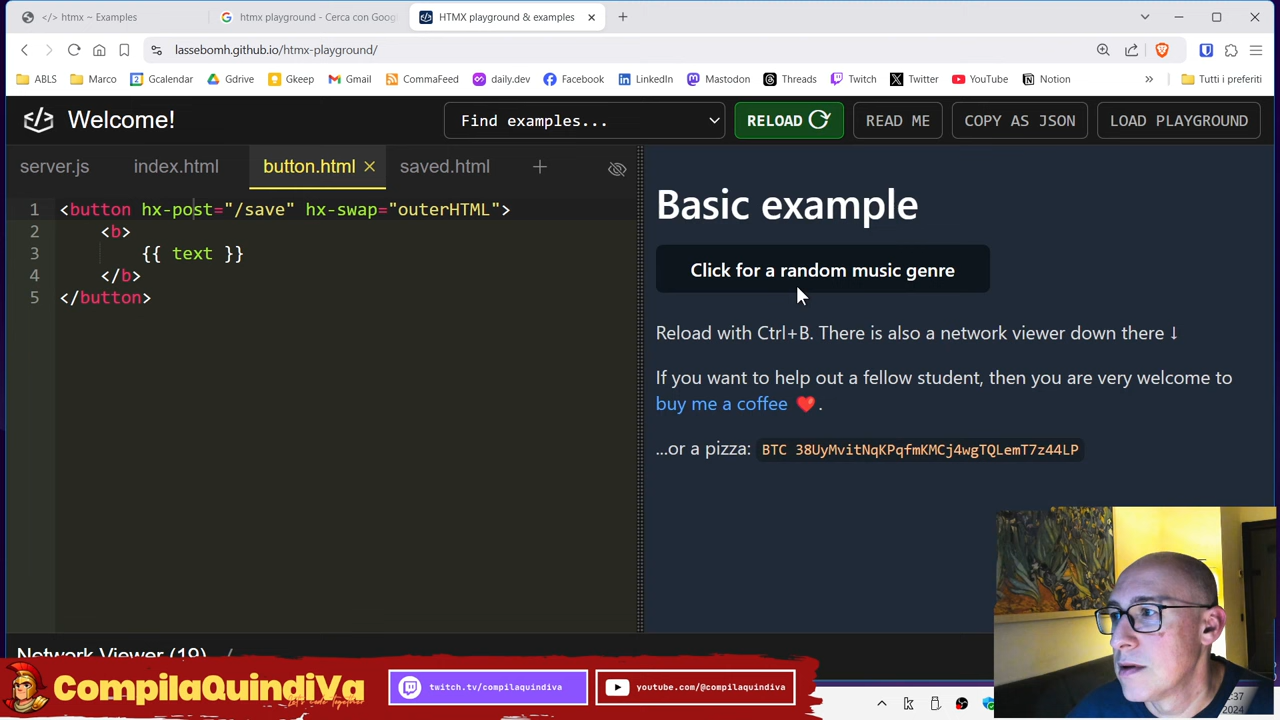 </> htmx ~ Examples
htmx playground - Cerca con Goog
HTMX playground & examples
lassebomh.github.io/htmx-playground/
ABLS
Marco
Gcalendar
Gdrive
Gkeep
Gmail
CommaFeed
daily.dev
Facebook
LinkedIn
Mastodon
Threads
Twitch
Twitter
YouTube
Notion
»
Tutti i preferiti
Welcome!
Find examples...
RELOAD
READ ME
COPY AS JSON
LOAD PLAYGROUND
server.js
index.html
button.html
saved.html
1 <button hx-post="/save" hx-swap="outerHTML">
2 <b>
3 {{ text }}
4 </b>
5 </button>
Basic example
Click for a random music genre
Reload with Ctrl+B. There is also a network viewer down there ↓
If you want to help out a fellow student, then you are very welcome to
buy me a coffee ❤️.
...or a pizza: BTC 38UyMvitNqKPqfmKMCj4wgTQLemT7z44LP
Network Viewer (19) /
CompilaQuindiVa
Let's code Together
twitch.tv/compilaquindiva
youtube.com/@compilaquindiva
:37
2024